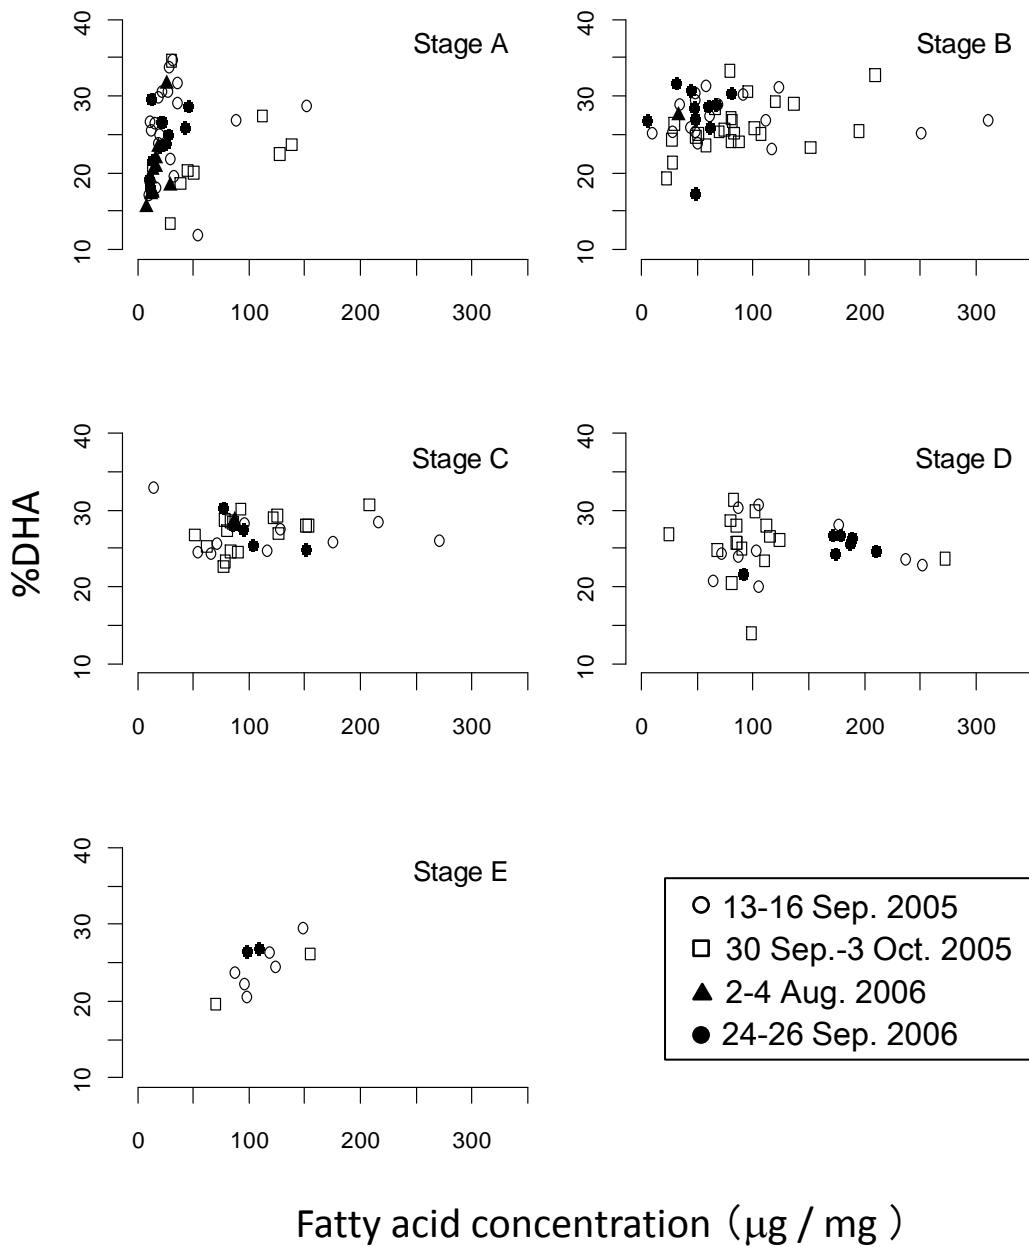 Stage A
40
30
20
10
0 100 200 300
Stage B
40
30
20
10
0 100 200 300
Stage C
40
30
20
10
0 100 200 300
Stage D
40
30
20
10
0 100 200 300
%DHA
Stage E
40
30
20
10
0 100 200 300
13-16 Sep. 2005
30 Sep.-3 Oct. 2005
2-4 Aug. 2006
24-26 Sep. 2006
Fatty acid concentration（μg / mg ）